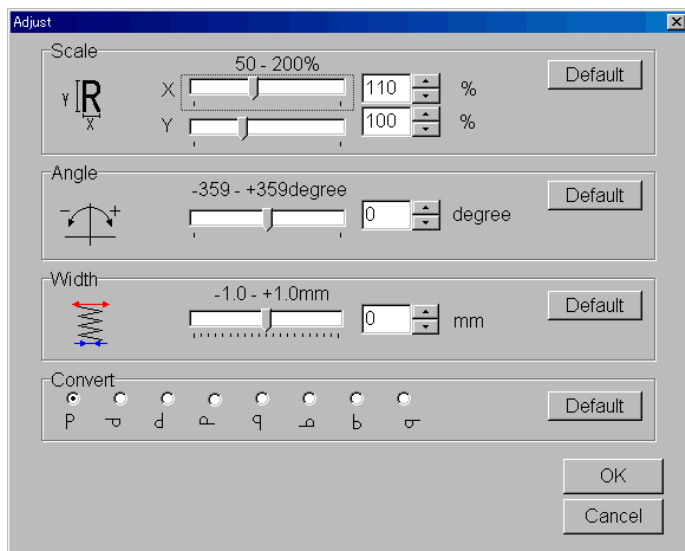 Adjust
Scale
50 - 200%
Default
Y R X
X 110 %
Y 100 %
Angle
-359 - +359degree
Default
- +
0 degree
Width
-1.0 - +1.0mm
Default
0 mm
Convert
Default
P
OK
Cancel